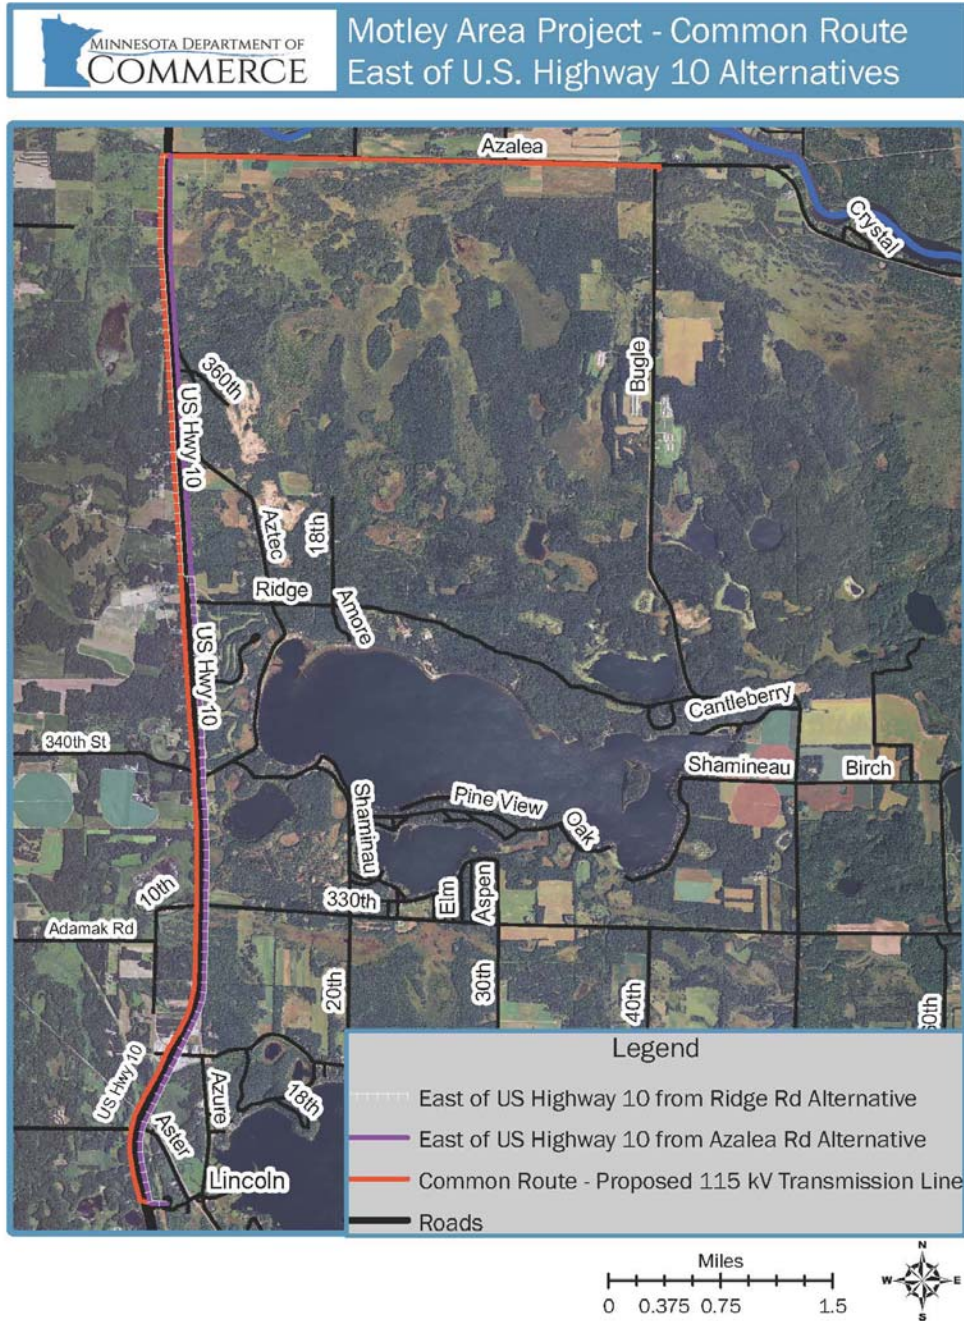 MINNESOTA DEPARTMENT OF
COMMERCE
Motley Area Project - Common Route
East of U.S. Highway 10 Alternatives
Azalea
Crystal
Bugle
360th
US Hwy 10
Aztec
18th
Ridge
Amore
US Hwy 10
Cantleberry
340th St
Shamineau
Birch
Shaminau
Pine View
Oak
10th
330th
Elm
Aspen
Adamak Rd
20th
30th
40th
60th
US Hwy 10
Azure
18th
Aster
Lincoln
Legend
East of US Highway 10 from Ridge Rd Alternative
East of US Highway 10 from Azalea Rd Alternative
Common Route - Proposed 115 kV Transmission Line
Roads
Miles
0 0.375 0.75 1.5
N
W E
S